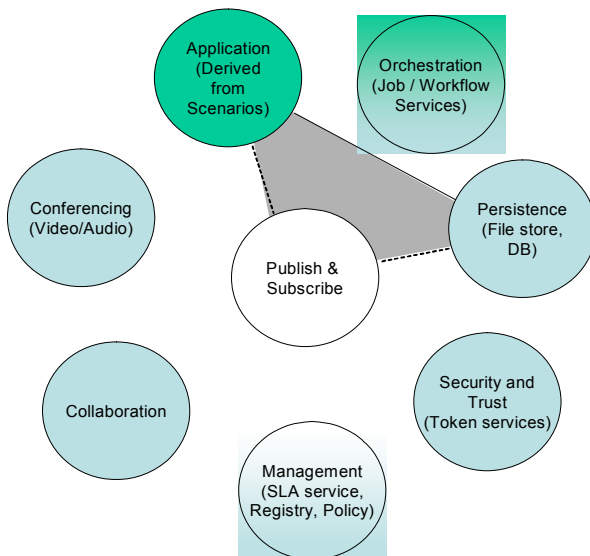 Application
(Derived
from
Scenarios)
Orchestration
(Job / Workflow
Services)
Conferencing
(Video/Audio)
Persistence
(File store,
DB)
Publish &
Subscribe
Collaboration
Security and
Trust
(Token services)
Management
(SLA service,
Registry, Policy)